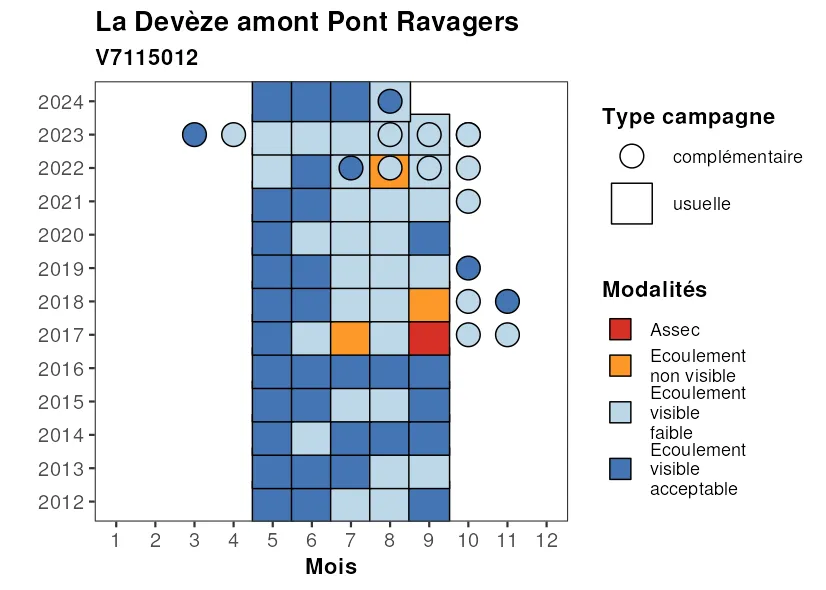 La Devèze amont Pont Ravagers
V7115012
2024
2023
2022
2021
2020
2019
2018
2017
2016
2015
2014
2013
2012
1 2 3 4 5 6 7 8 9 10 11 12
Mois
Type campagne
complémentaire
usuelle
Modalités
Assec
Ecoulement
non visible
Ecoulement
visible
faible
Ecoulement
visible
acceptable